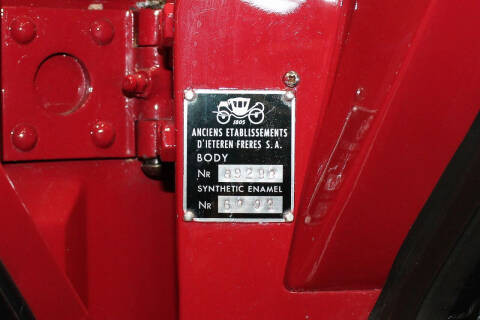 1805
ANCIENS ETABLISSEMENTS
D'IETEREN FRERES S.A.
BODY
Nr
SYNTHETIC ENAMEL
Nr